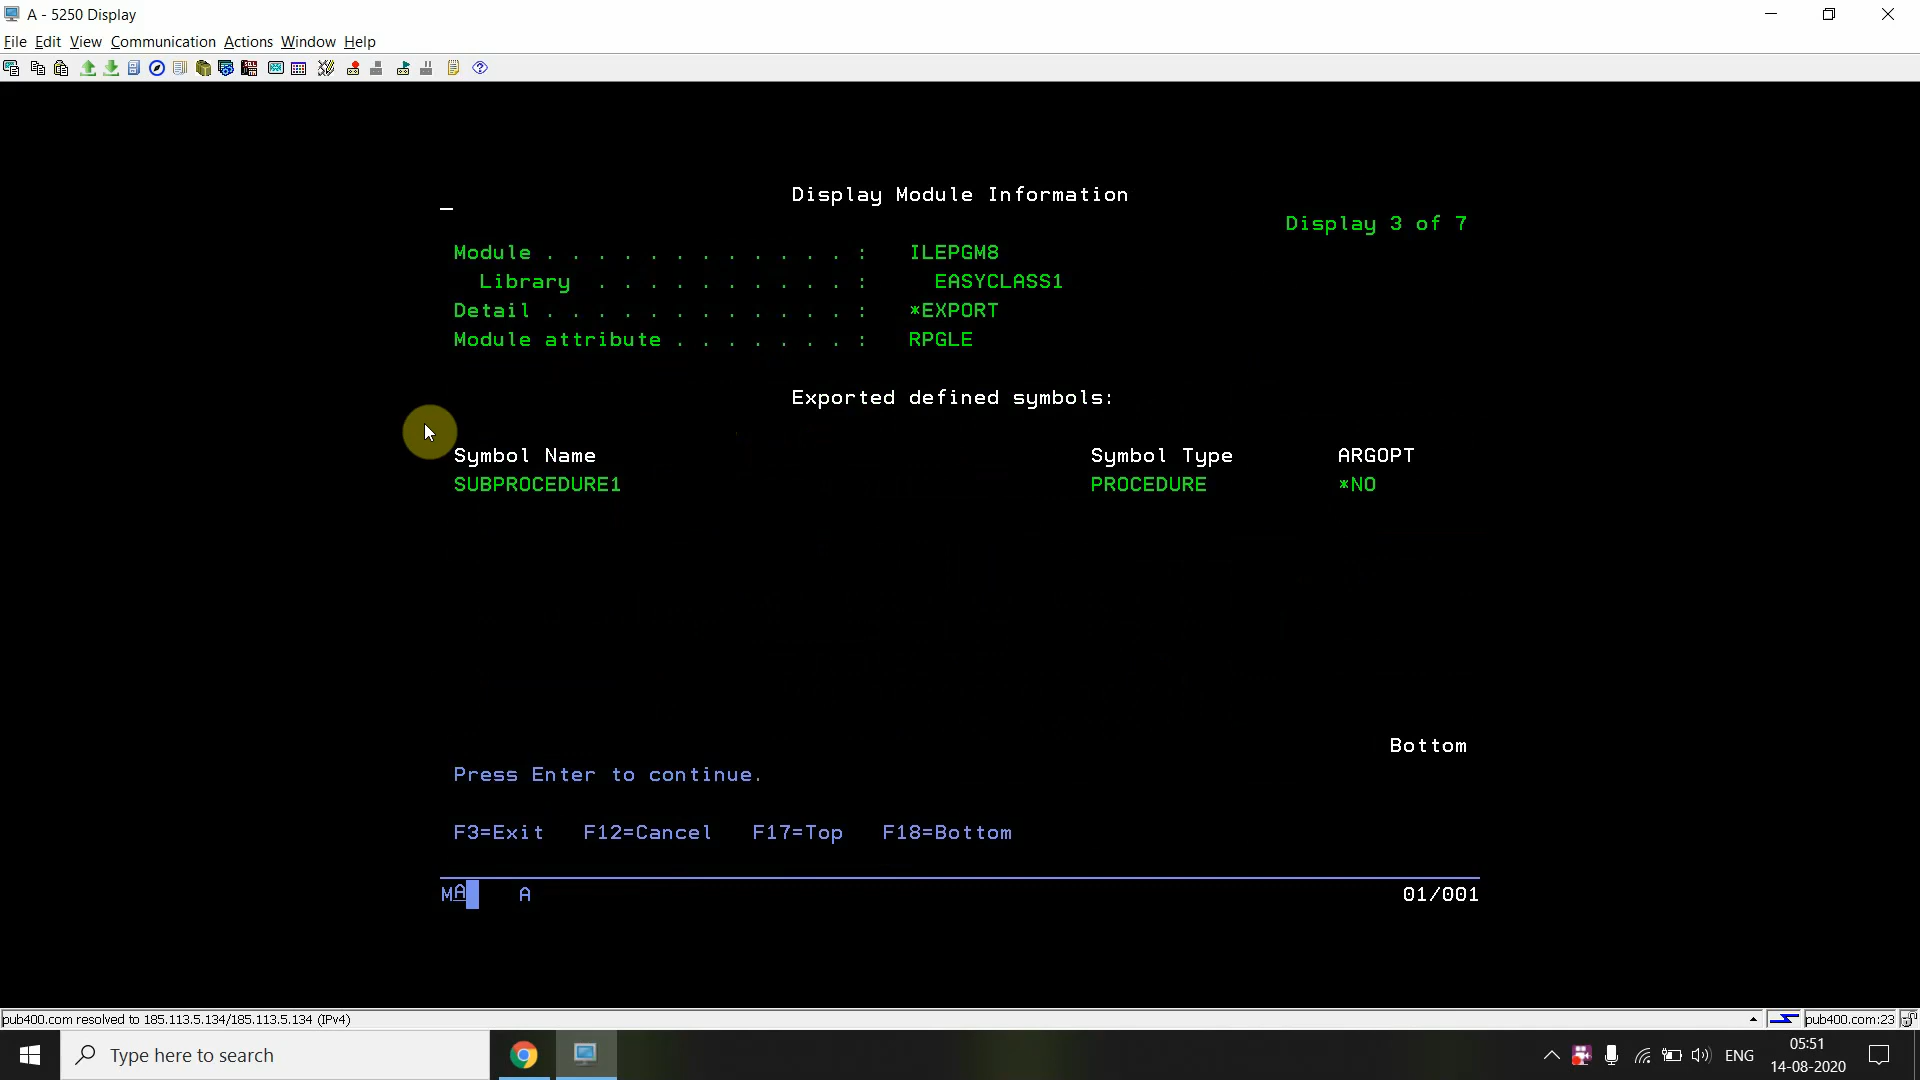 A - 5250 Display
File Edit View Communication Actions Window Help
Display Module Information
Display 3 of 7
Module . . . . . . . . . . . . . : ILEPGM8
Library . . . . . . . . . . . : EASYCLASS1
Detail . . . . . . . . . . . . . : *EXPORT
Module attribute . . . . . . . . : RPGLE
Exported defined symbols:
Symbol Name Symbol Type ARGOPT
SUBPROCEDURE1 PROCEDURE *NO
Bottom
Press Enter to continue.
F3=Exit F12=Cancel F17=Top F18=Bottom
MA A 01/001
pub400.com resolved to 185.113.5.134/185.113.5.134 (IPv4) pub400.com:23
Type here to search
ENG
05:51
14-08-2020